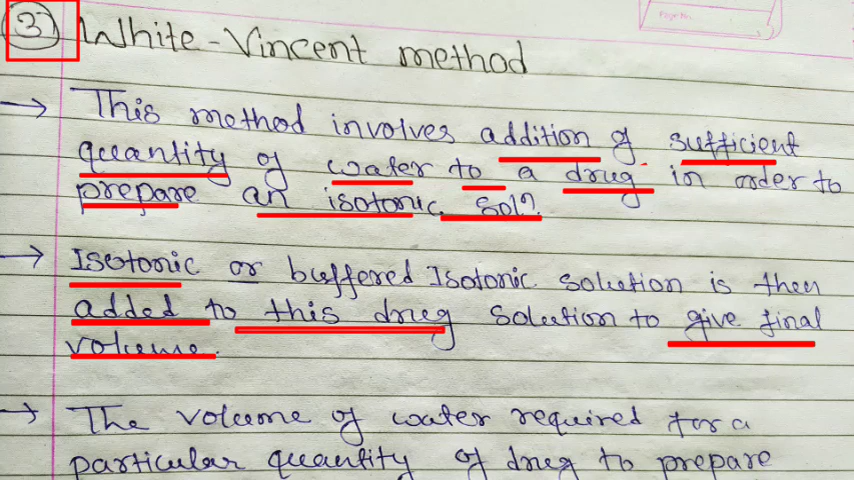 Page No.
3 White-Vincent method
→ This method involves addition of sufficient
quantity of water to a drug in order to
prepare an isotonic soln.
→ Isotonic or buffered Isotonic solution is then
added to this drug solution to give final
volume.
→ The volume of water required for a
particular quantity of drug to prepare